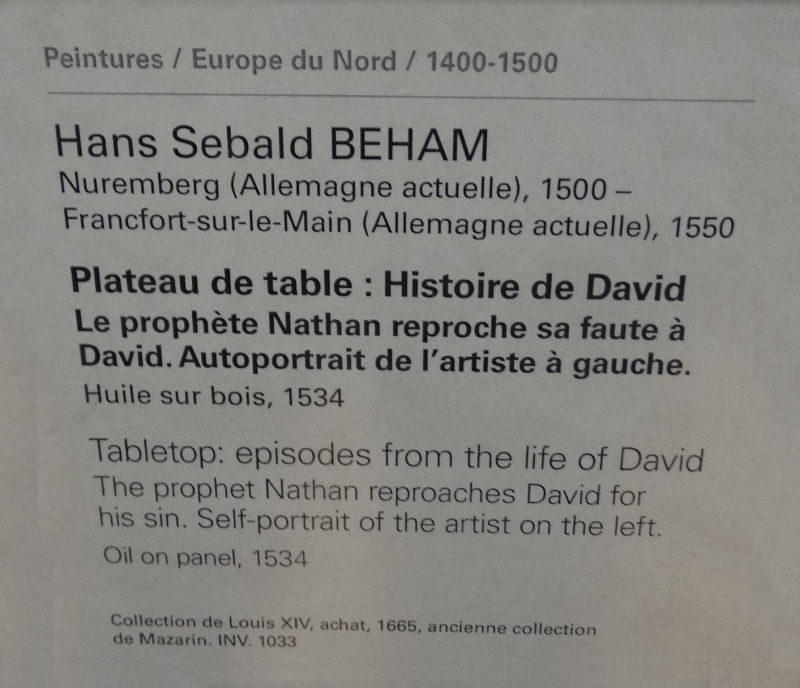 Peintures / Europe du Nord / 1400-1500
Hans Sebald BEHAM
Nuremberg (Allemagne actuelle), 1500 –
Francfort-sur-le-Main (Allemagne actuelle), 1550
Plateau de table : Histoire de David
Le prophète Nathan reproche sa faute à
David. Autoportrait de l'artiste à gauche.
Huile sur bois, 1534
Tabletop: episodes from the life of David
The prophet Nathan reproaches David for
his sin. Self-portrait of the artist on the left.
Oil on panel, 1534
Collection de Louis XIV, achat, 1665, ancienne collection
de Mazarin. INV. 1033